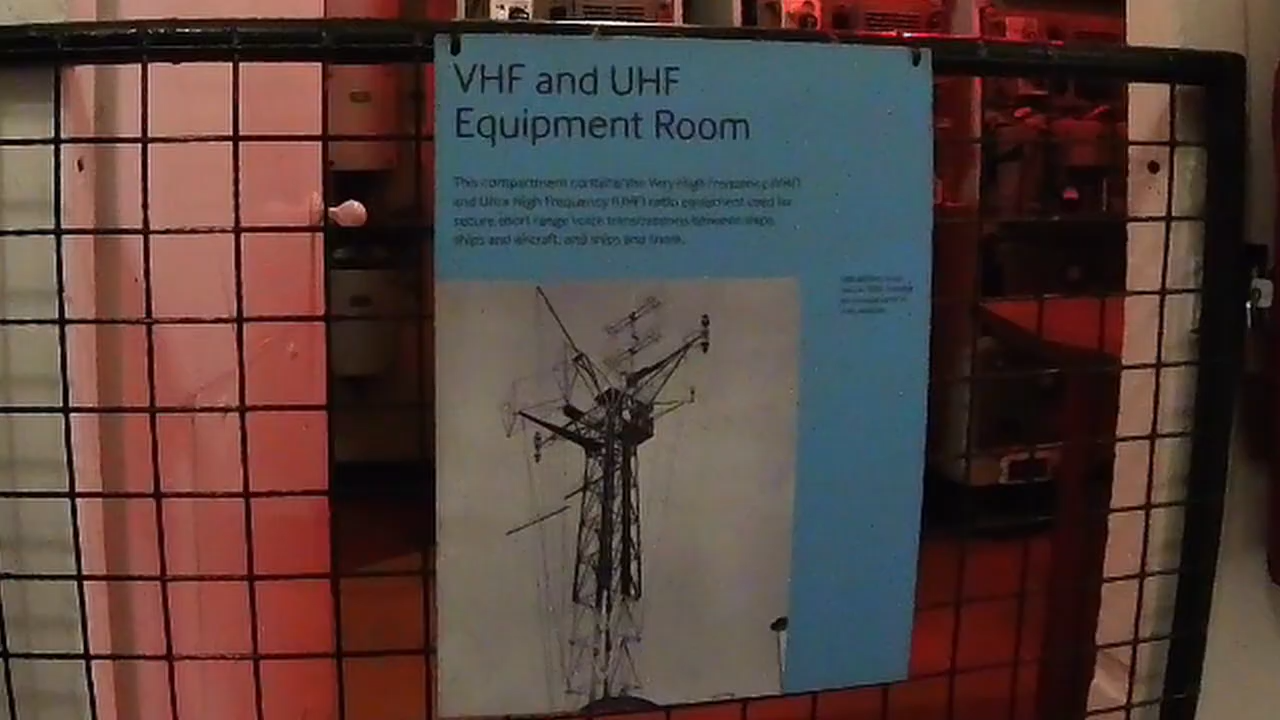 VHF and UHF
Equipment Room
This compartment contains the Very High Frequency (VHF)
and Ultra High Frequency (UHF) radio equipment used for
secure short range voice transmissions between ships,
ships and aircraft, and ships and shore.